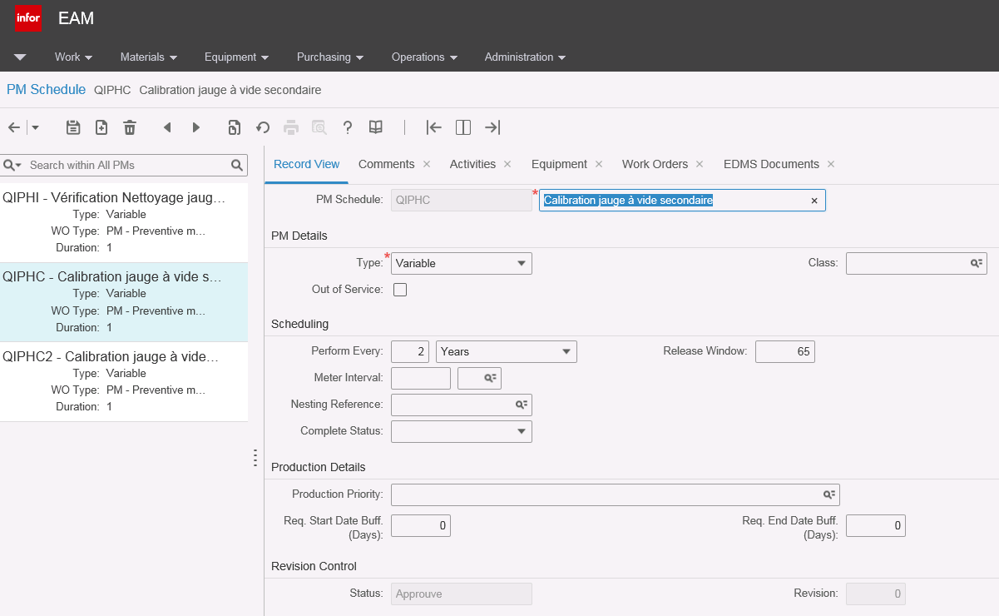 infor EAM
Work Materials Equipment Purchasing Operations Administration
PM Schedule QIPHC Calibration jauge à vide secondaire
Search within All PMs
QIPHI - Vérification Nettoyage jaug...
Type: Variable
WO Type: PM - Preventive m...
Duration: 1
QIPHC - Calibration jauge à vide s...
Type: Variable
WO Type: PM - Preventive m...
Duration: 1
QIPHC2 - Calibration jauge à vide...
Type: Variable
WO Type: PM - Preventive m...
Duration: 1
Record View Comments × Activities × Equipment × Work Orders × EDMS Documents ×
PM Schedule: QIPHC * Calibration jauge à vide secondaire ×
PM Details
Type: * Variable Class:
Out of Service:
Scheduling
Perform Every: 2 Years Release Window: 65
Meter Interval:
Nesting Reference:
Complete Status:
Production Details
Production Priority:
Req. Start Date Buff. (Days): 0 Req. End Date Buff. (Days): 0
Revision Control
Status: Approuve Revision: 0